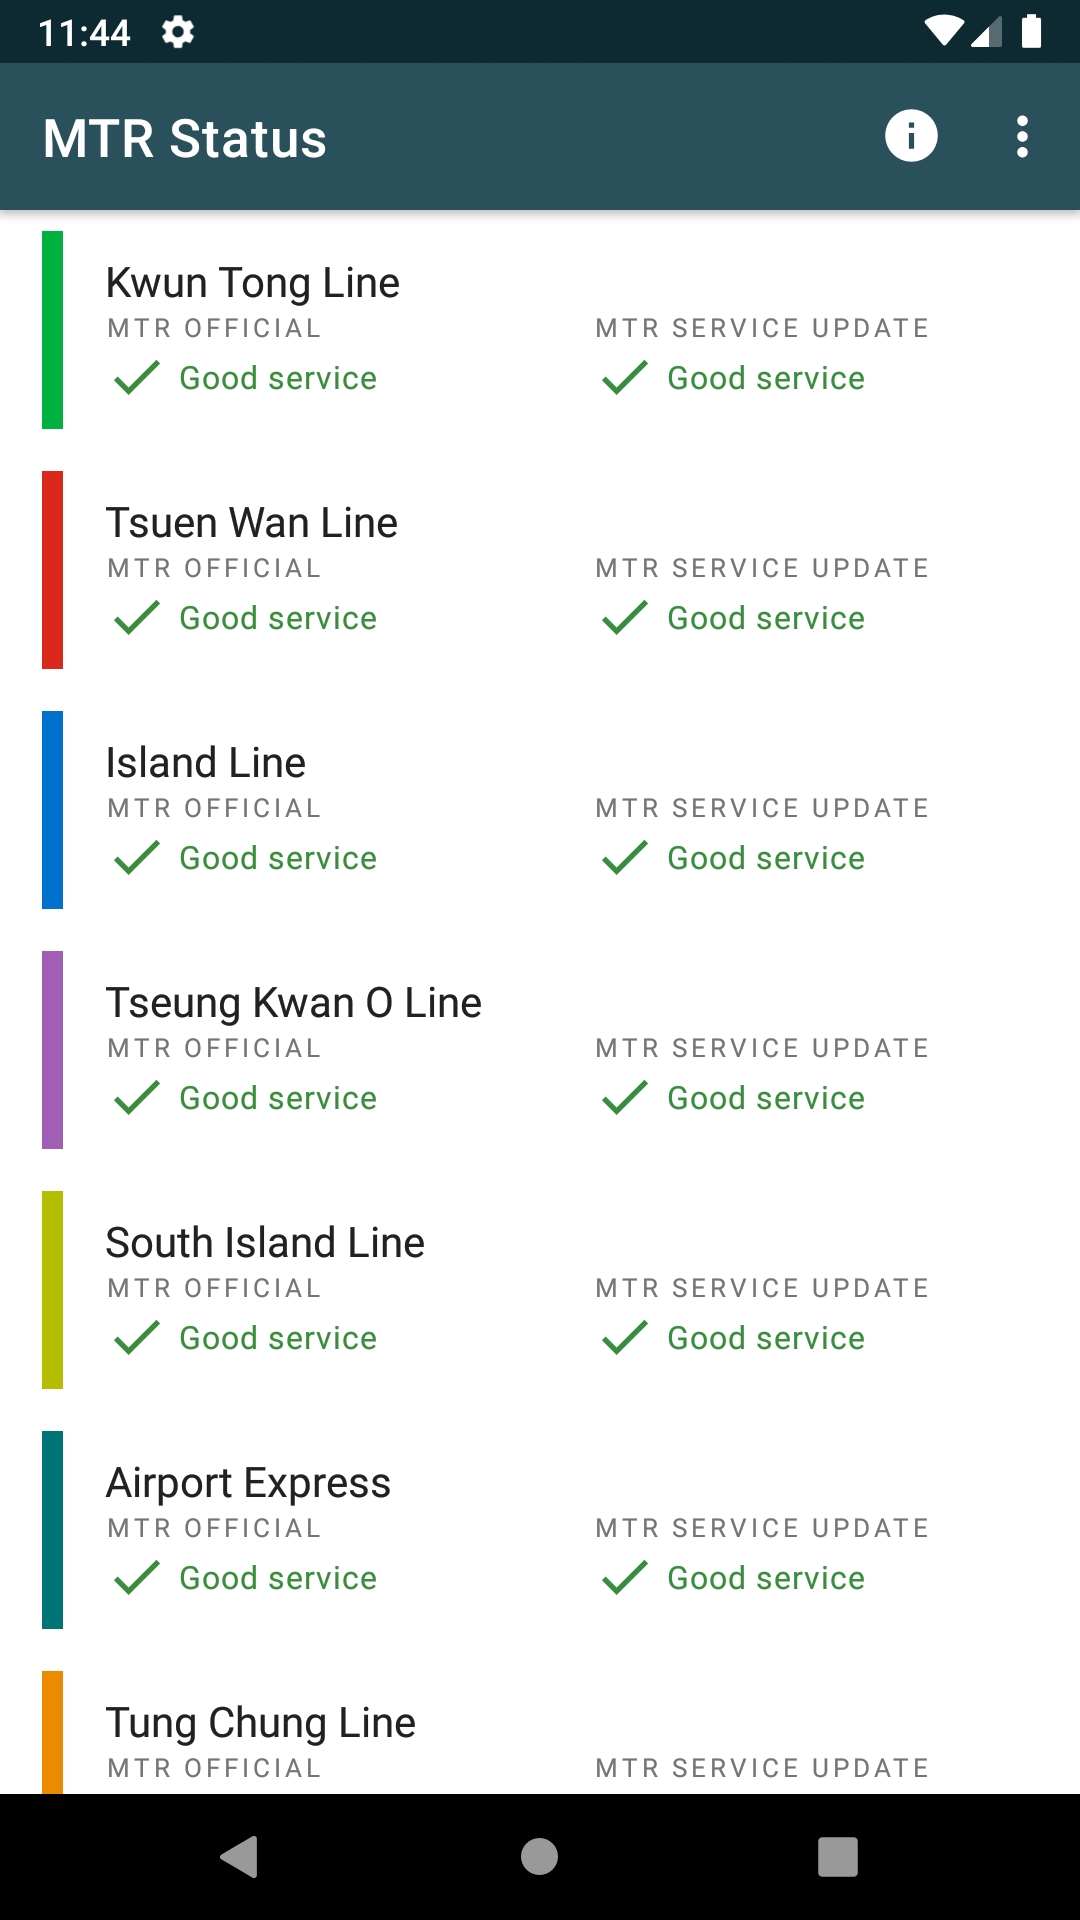 11:44
MTR Status
Kwun Tong Line
MTR OFFICIAL MTR SERVICE UPDATE
Good service Good service
Tsuen Wan Line
MTR OFFICIAL MTR SERVICE UPDATE
Good service Good service
Island Line
MTR OFFICIAL MTR SERVICE UPDATE
Good service Good service
Tseung Kwan O Line
MTR OFFICIAL MTR SERVICE UPDATE
Good service Good service
South Island Line
MTR OFFICIAL MTR SERVICE UPDATE
Good service Good service
Airport Express
MTR OFFICIAL MTR SERVICE UPDATE
Good service Good service
Tung Chung Line
MTR OFFICIAL MTR SERVICE UPDATE